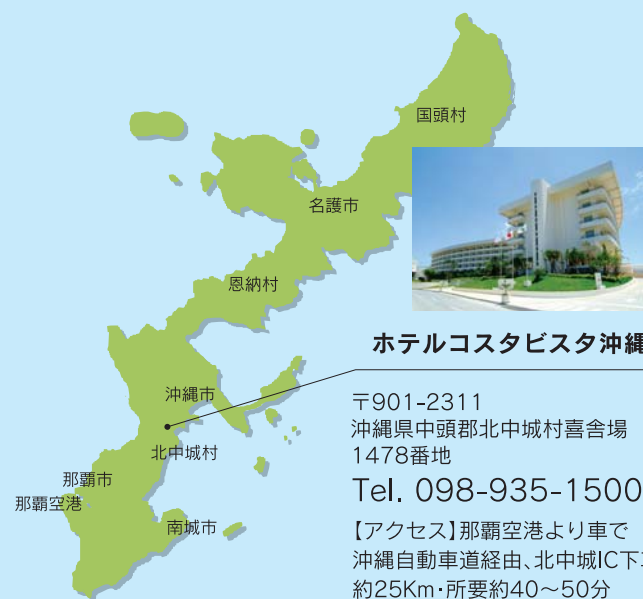 国頭村
名護市
恩納村
ホテルコスタビスタ沖縄
沖縄市
北中城村
那覇市
那覇空港
南城市
〒901-2311
沖縄県中頭郡北中城村喜舎場
1478番地
Tel. 098-935-1500
【アクセス】那覇空港より車で
沖縄自動車道経由、北中城IC下
約25Km・所要約40〜50分